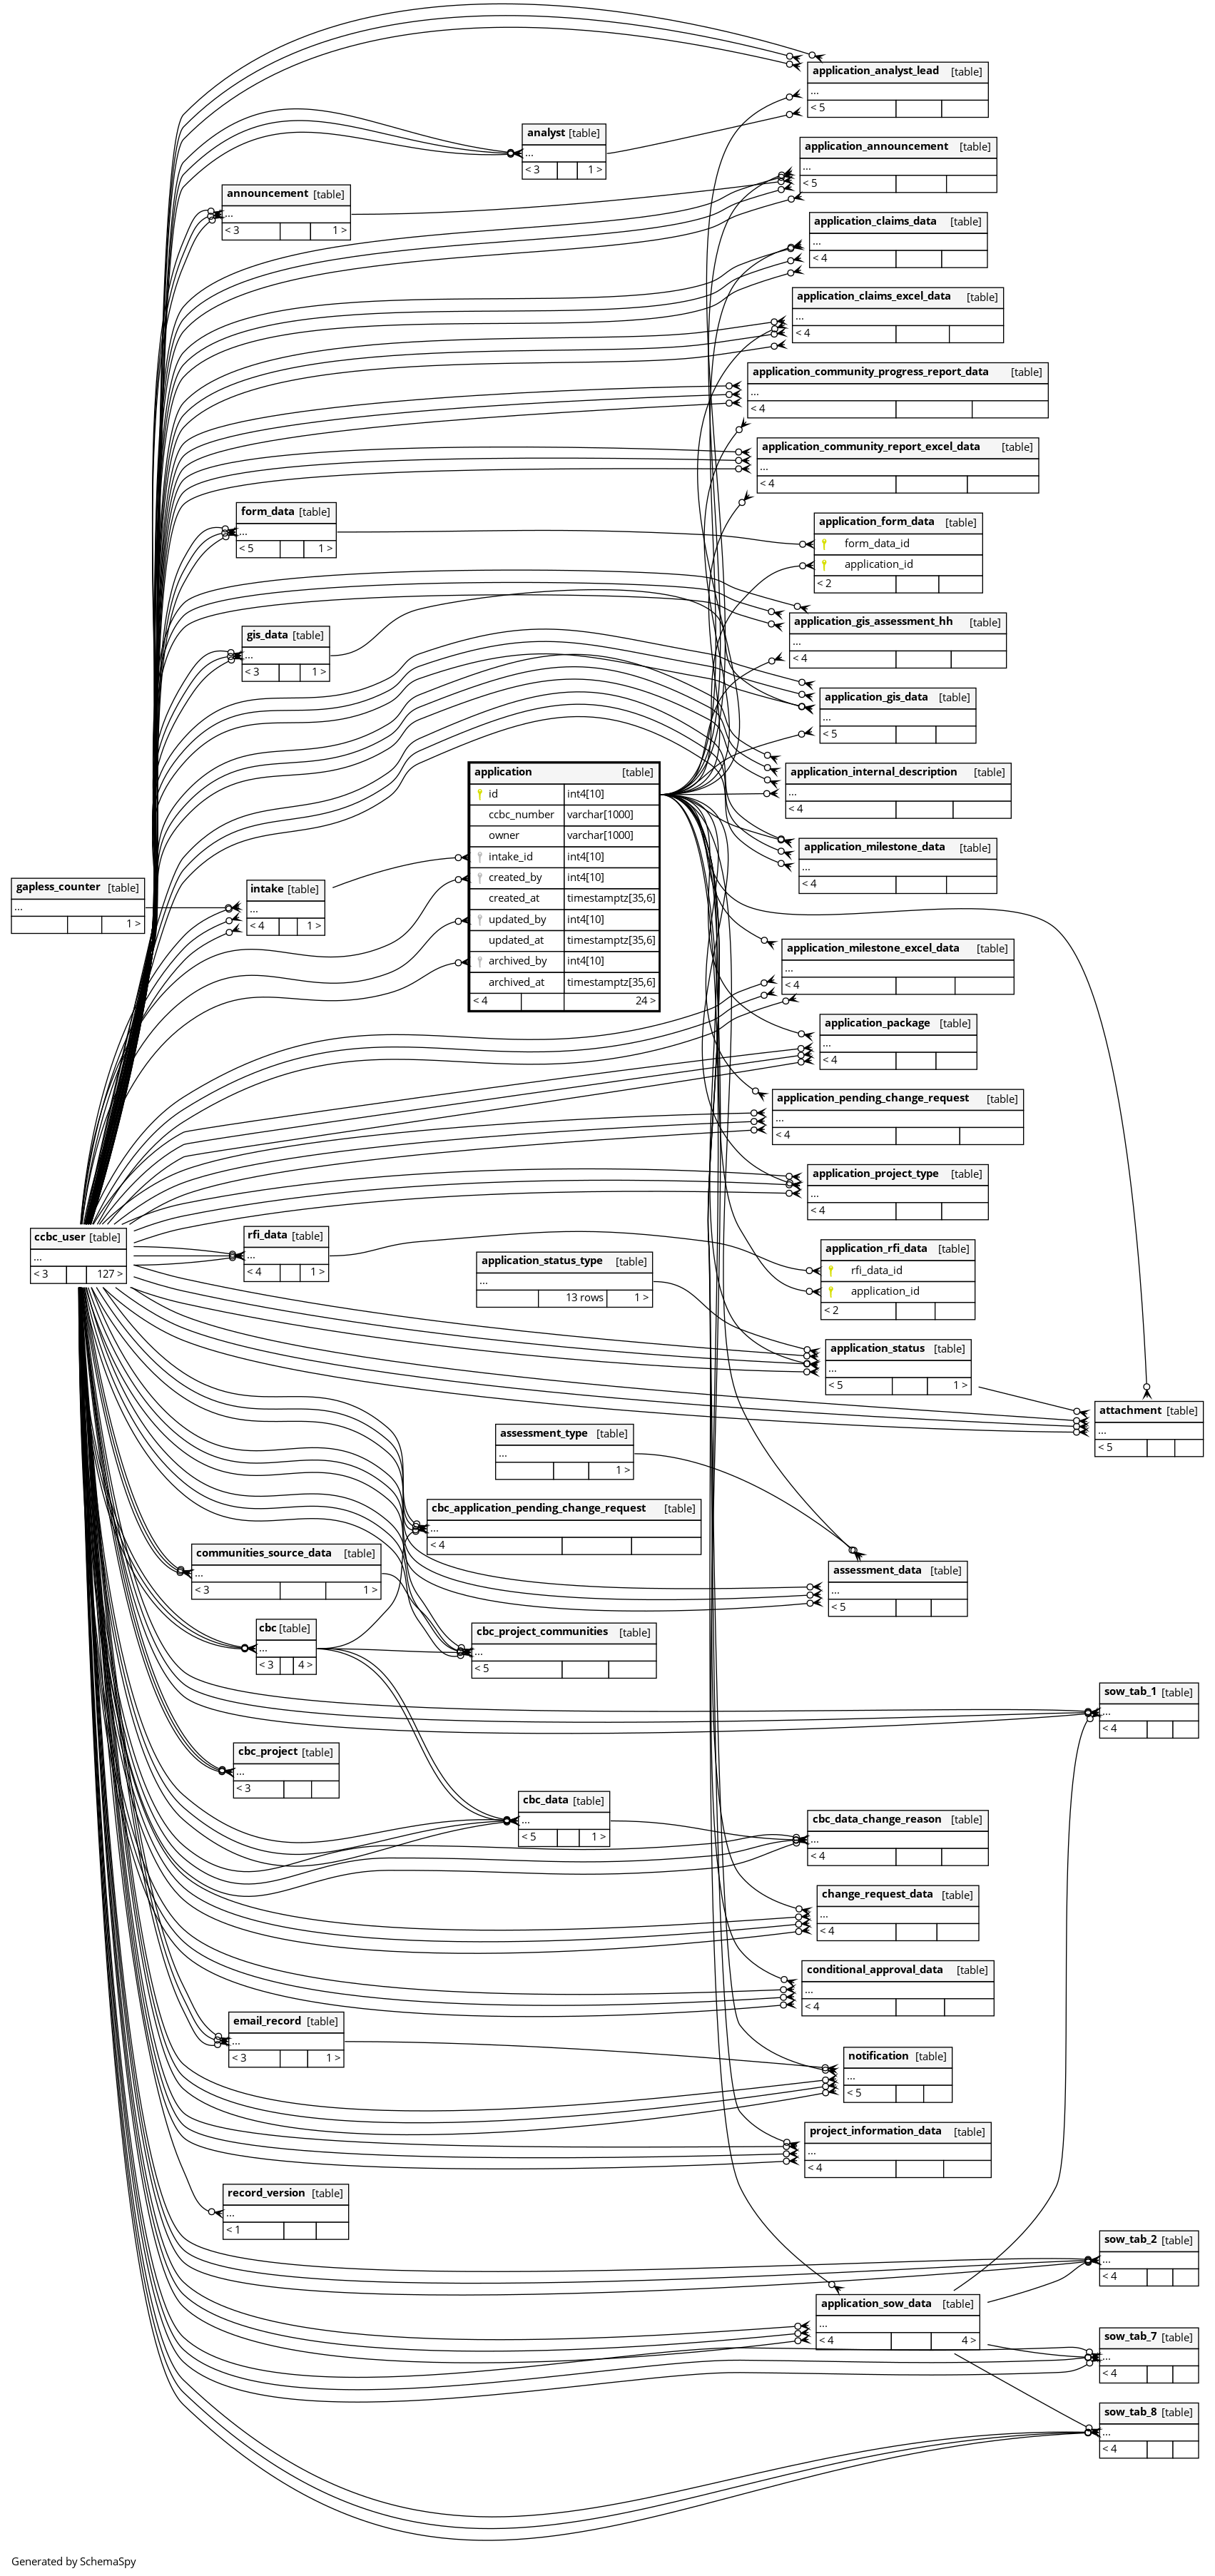 application_analyst_lead [table]
...
< 5
analyst [table]
...
< 3 1 >
application_announcement [table]
...
< 5
announcement [table]
...
< 3 1 >
application_claims_data [table]
...
< 4
application_claims_excel_data [table]
...
< 4
application_community_progress_report_data [table]
...
< 4
application_community_report_excel_data [table]
...
< 4
form_data [table]
...
< 5 1 >
application_form_data [table]
form_data_id
application_id
< 2
application_gis_assessment_hh [table]
...
< 4
gis_data [table]
...
< 3 1 >
application_gis_data [table]
...
< 5
application_internal_description [table]
...
< 4
application [table]
id int4[10]
ccbc_number varchar[1000]
owner varchar[1000]
intake_id int4[10]
created_by int4[10]
created_at timestamptz[35,6]
updated_by int4[10]
updated_at timestamptz[35,6]
archived_by int4[10]
archived_at timestamptz[35,6]
< 4 24 >
application_milestone_data [table]
...
< 4
gapless_counter [table]
...
1 >
intake [table]
...
< 4 1 >
application_milestone_excel_data [table]
...
< 4
application_package [table]
...
< 4
application_pending_change_request [table]
...
< 4
application_project_type [table]
...
< 4
ccbc_user [table]
...
< 3 127 >
rfi_data [table]
...
< 4 1 >
application_rfi_data [table]
rfi_data_id
application_id
< 2
application_status_type [table]
...
13 rows 1 >
application_status [table]
...
< 5 1 >
attachment [table]
...
< 5
assessment_type [table]
...
1 >
cbc_application_pending_change_request [table]
...
< 4
communities_source_data [table]
...
< 3 1 >
assessment_data [table]
...
< 5
cbc [table]
...
< 3 4 >
cbc_project_communities [table]
...
< 5
sow_tab_1 [table]
...
< 4
cbc_project [table]
...
< 3
cbc_data [table]
...
< 5 1 >
cbc_data_change_reason [table]
...
< 4
change_request_data [table]
...
< 4
conditional_approval_data [table]
...
< 4
email_record [table]
...
< 3 1 >
notification [table]
...
< 5
project_information_data [table]
...
< 4
record_version [table]
...
< 1
sow_tab_2 [table]
...
< 4
application_sow_data [table]
...
< 4 4 >
sow_tab_7 [table]
...
< 4
sow_tab_8 [table]
...
< 4
Generated by SchemaSpy